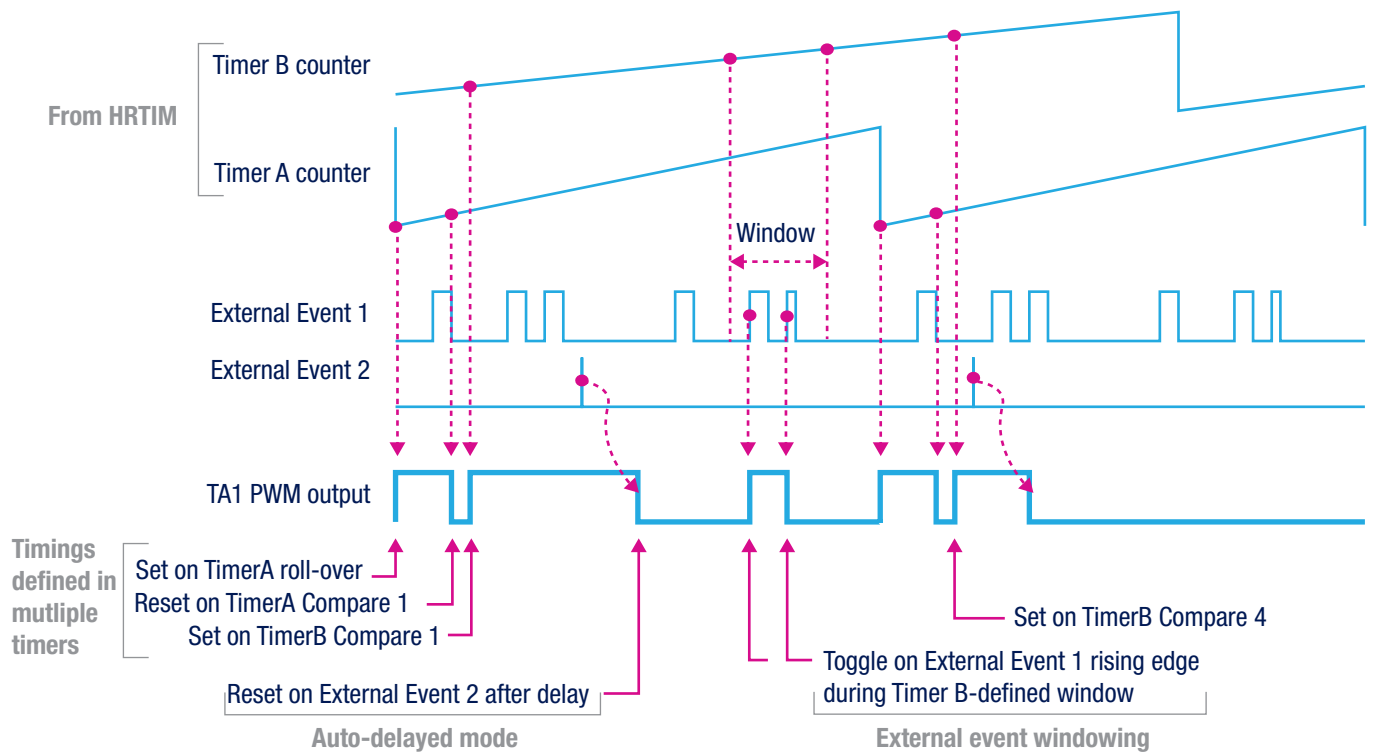 Timer B counter
From HRTIM
Timer A counter
Window
External Event 1
External Event 2
TA1 PWM output
Timings
defined in
mutliple
timers
Set on TimerA roll-over
Reset on TimerA Compare 1
Set on TimerB Compare 1
Set on TimerB Compare 4
Reset on External Event 2 after delay
Toggle on External Event 1 rising edge
during Timer B-defined window
Auto-delayed mode
External event windowing